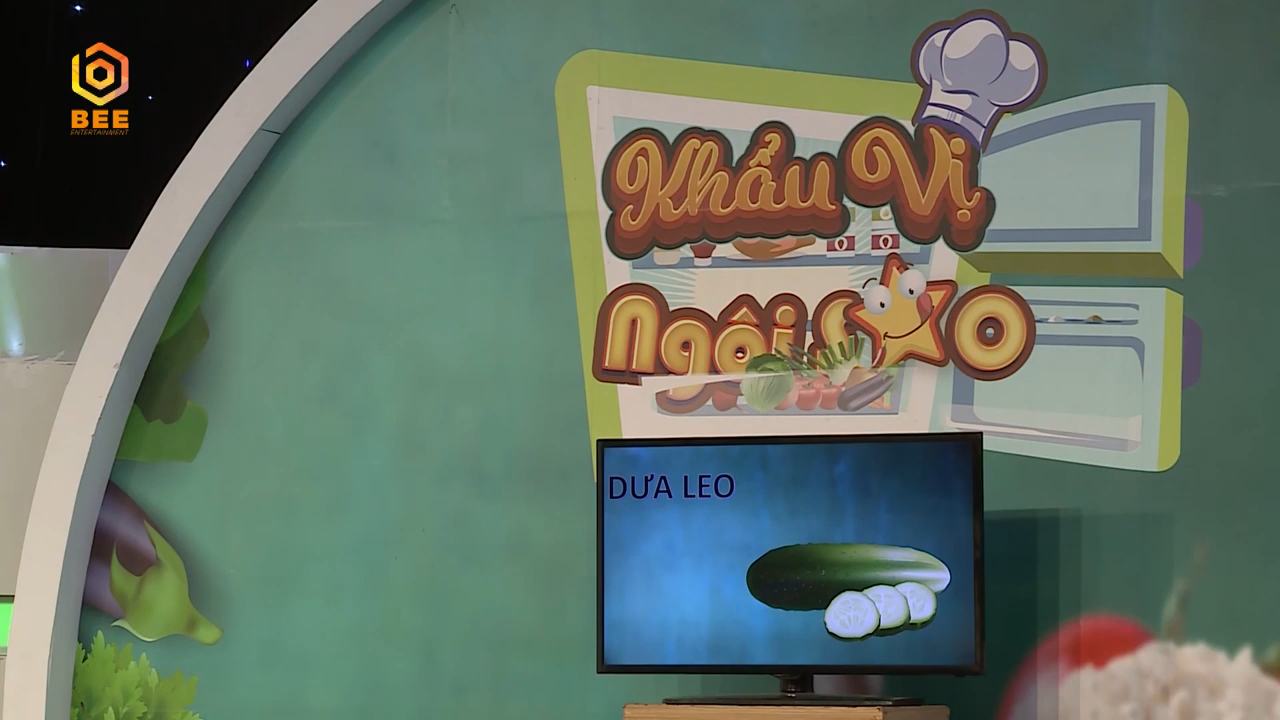 BEE
ENTERTAINMENT
Khẩu Vị
Ngôi SAO
DƯA LEO